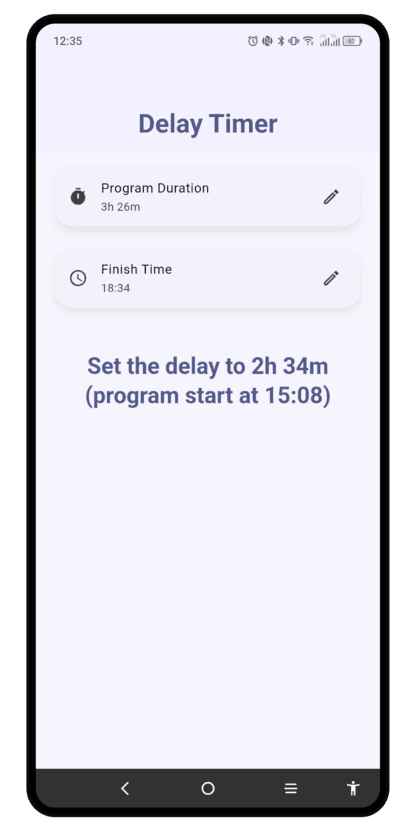 12:35
62
Delay Timer
Program Duration
3h 26m
Finish Time
18:34
Set the delay to 2h 34m
(program start at 15:08)